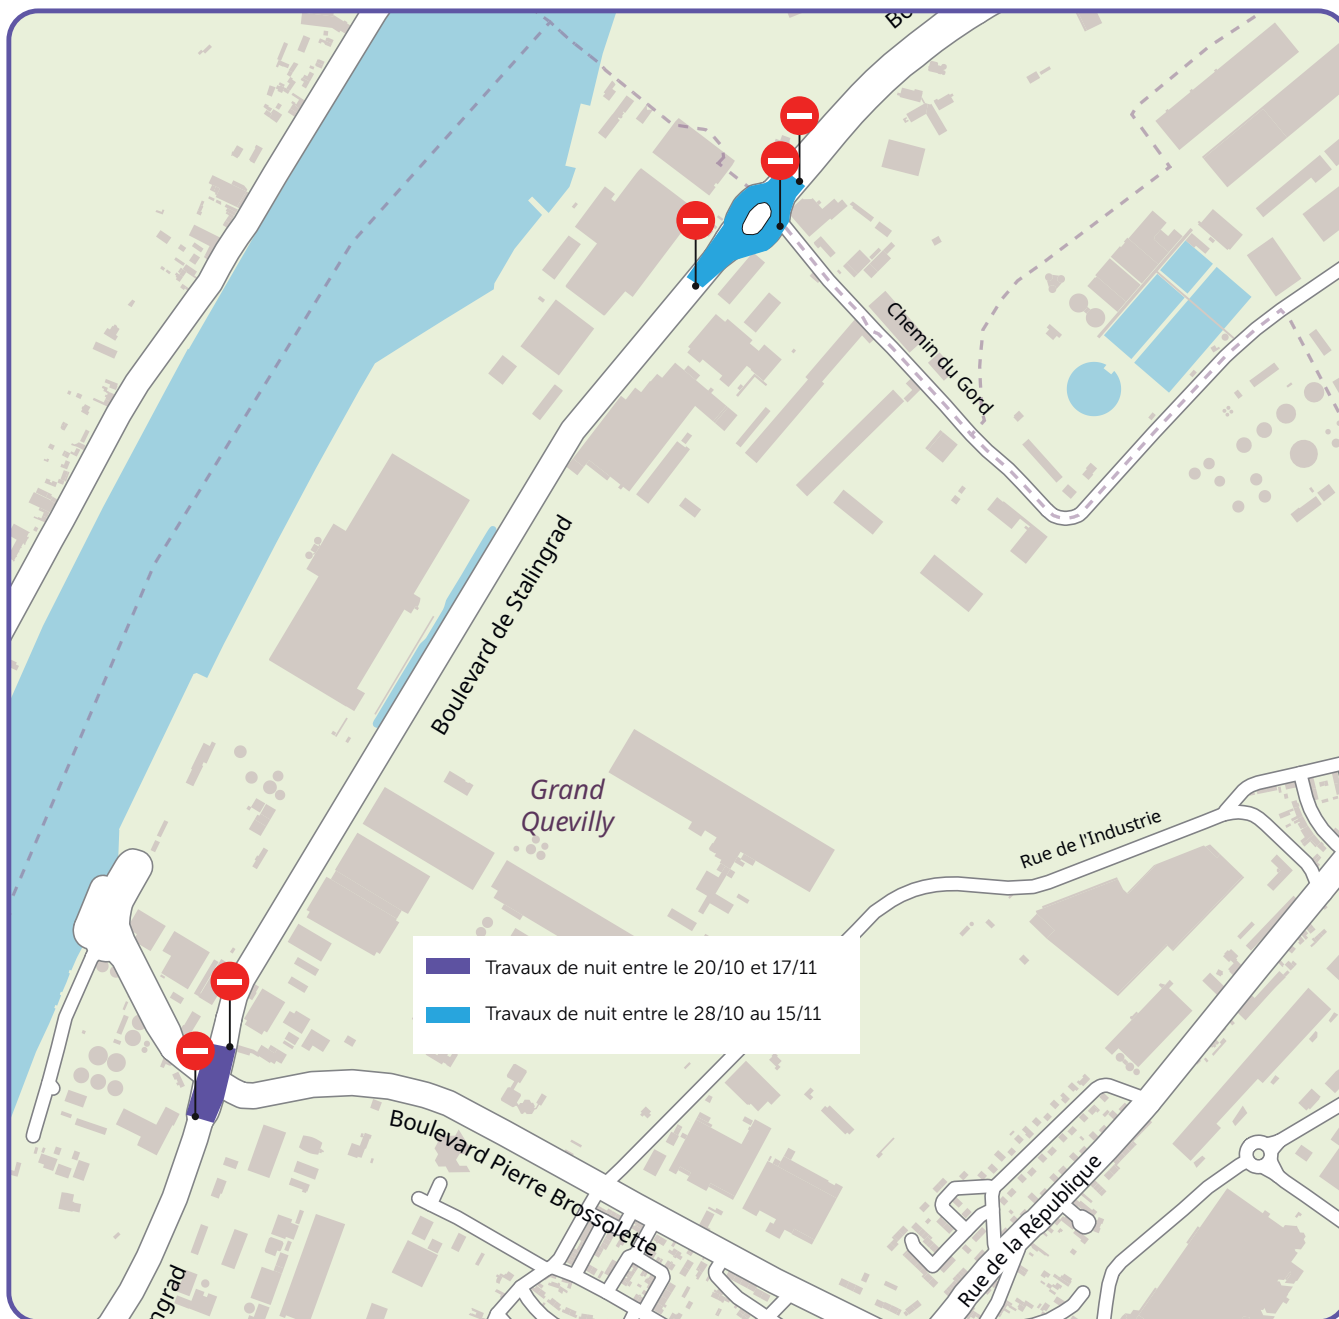 Chemin du Gord
Boulevard de Stalingrad
Grand
Quevilly
Rue de l'Industrie
Travaux de nuit entre le 20/10 et 17/11
Travaux de nuit entre le 28/10 au 15/11
Boulevard Pierre Brossolette
Rue de la République
ngrad